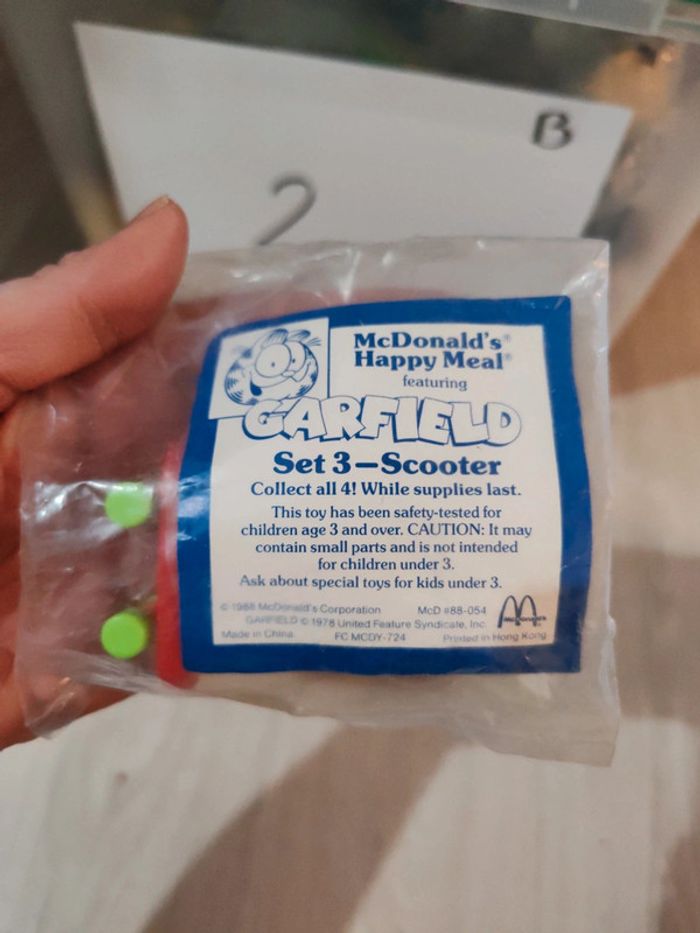 B
2
McDonald's®
Happy Meal®
featuring
GARFIELD
Set 3–Scooter
Collect all 4! While supplies last.
This toy has been safety-tested for
children age 3 and over. CAUTION: It may
contain small parts and is not intended
for children under 3.
Ask about special toys for kids under 3.
© 1988 McDonald's Corporation McD #88-054
GARFIELD © 1978 United Feature Syndicate, Inc. McDonald's
Made in China FC MCDY-724 Printed in Hong Kong